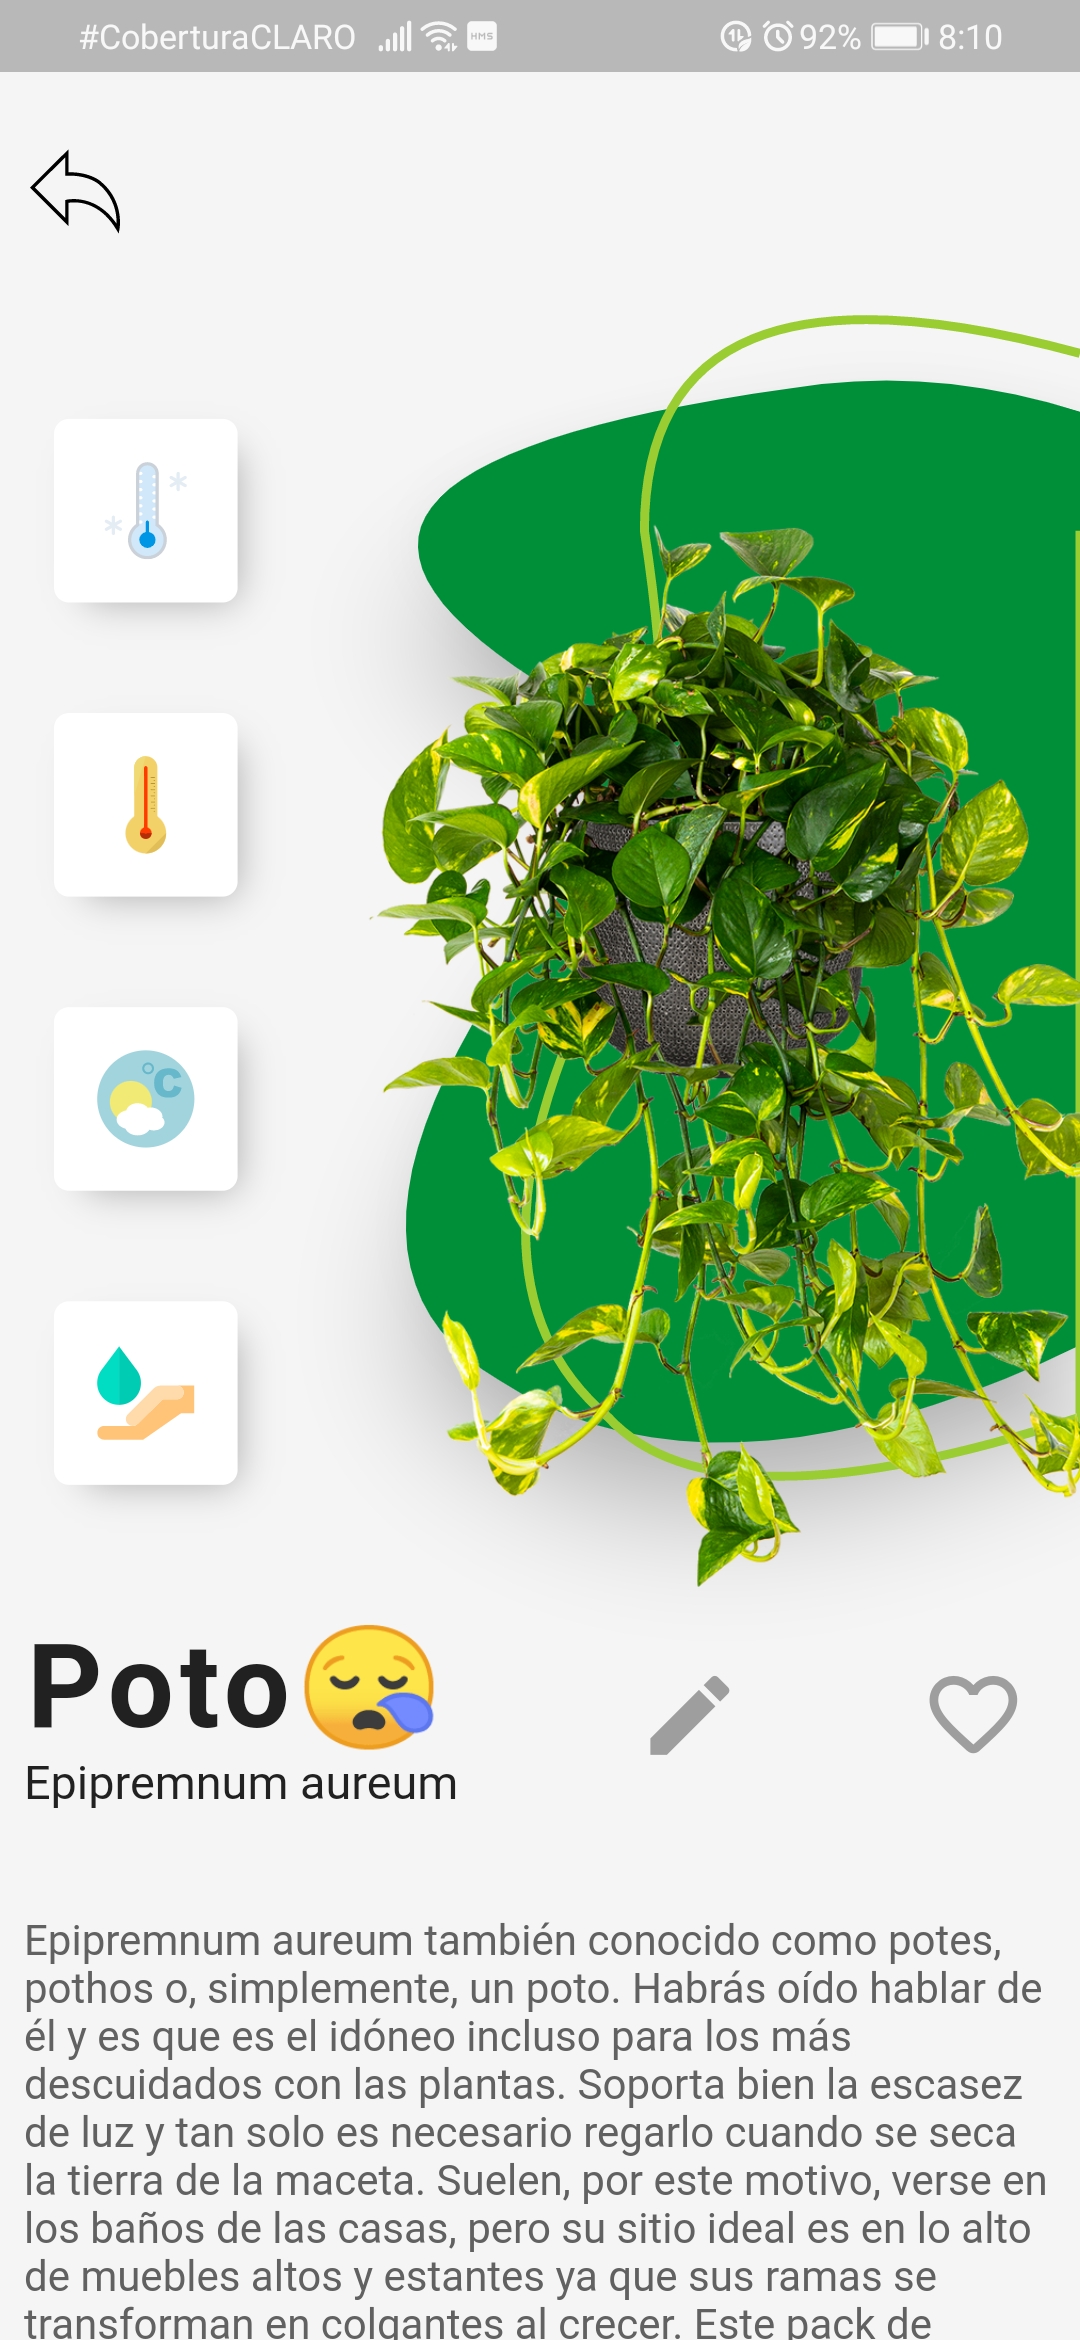 #CoberturaCLARO HMS 92% 8:10
°C
Poto😪
Epipremnum aureum
Epipremnum aureum también conocido como potes,
pothos o, simplemente, un poto. Habrás oído hablar de
él y es que es el idóneo incluso para los más
descuidados con las plantas. Soporta bien la escasez
de luz y tan solo es necesario regarlo cuando se seca
la tierra de la maceta. Suelen, por este motivo, verse en
los baños de las casas, pero su sitio ideal es en lo alto
de muebles altos y estantes ya que sus ramas se
transforman en colgantes al crecer. Este pack de